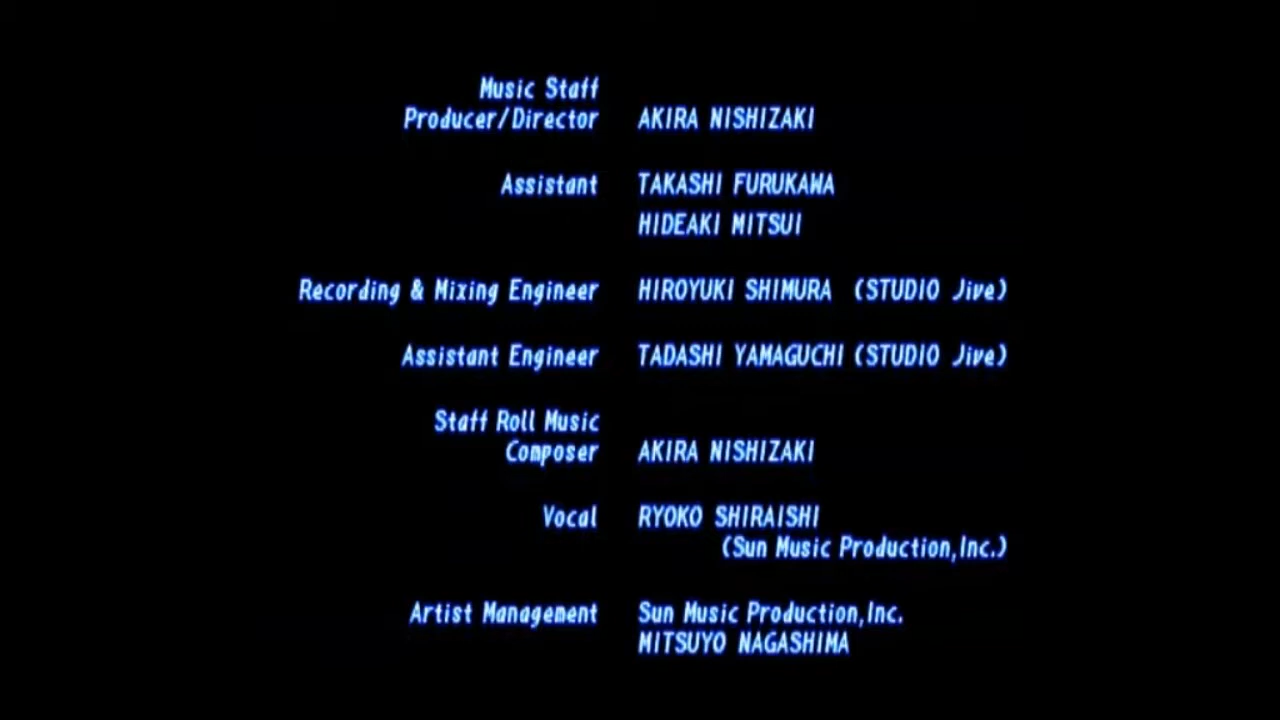 Music Staff
Producer/Director AKIRA NISHIZAKI
Assistant TAKASHI FURUKAWA
HIDEAKI MITSUI
Recording & Mixing Engineer HIROYUKI SHIMURA (STUDIO Jive)
Assistant Engineer TADASHI YAMAGUCHI (STUDIO Jive)
Staff Roll Music
Composer AKIRA NISHIZAKI
Vocal RYOKO SHIRAISHI
(Sun Music Production,Inc.)
Artist Management Sun Music Production,Inc.
MITSUYO NAGASHIMA